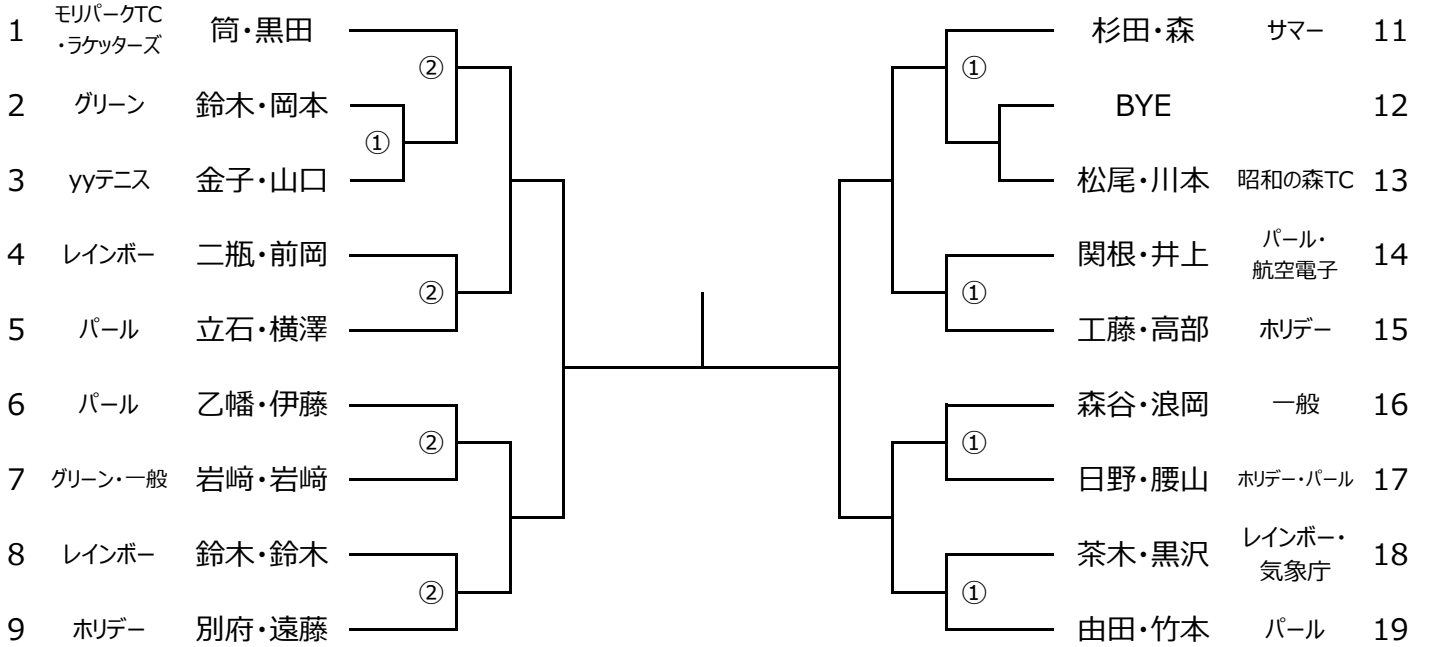 1 モリパークTC ・ラケッターズ 筒・黒田
②
2 グリーン 鈴木・岡本
①
3 yyテニス 金子・山口
4 レインボー 二瓶・前岡
②
5 パール 立石・横澤
6 パール 乙幡・伊藤
②
7 グリーン・一般 岩﨑・岩﨑
8 レインボー 鈴木・鈴木
②
9 ホリデー 別府・遠藤
杉田・森 サマー 11
①
BYE 12
松尾・川本 昭和の森TC 13
関根・井上 パール・ 航空電子 14
①
工藤・高部 ホリデー 15
森谷・浪岡 一般 16
①
日野・腰山 ホリデー・パール 17
茶木・黒沢 レインボー・ 気象庁 18
①
由田・竹本 パール 19